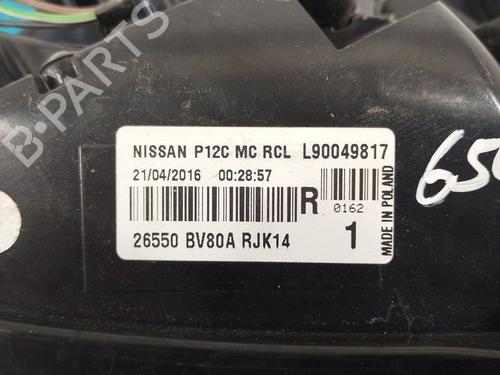 B-PARTS
NISSAN P12C MC RCL L90049817
21/04/2016 00:28:57
R
0162
26550 BV80A RJK14
1
MADE IN POLAND